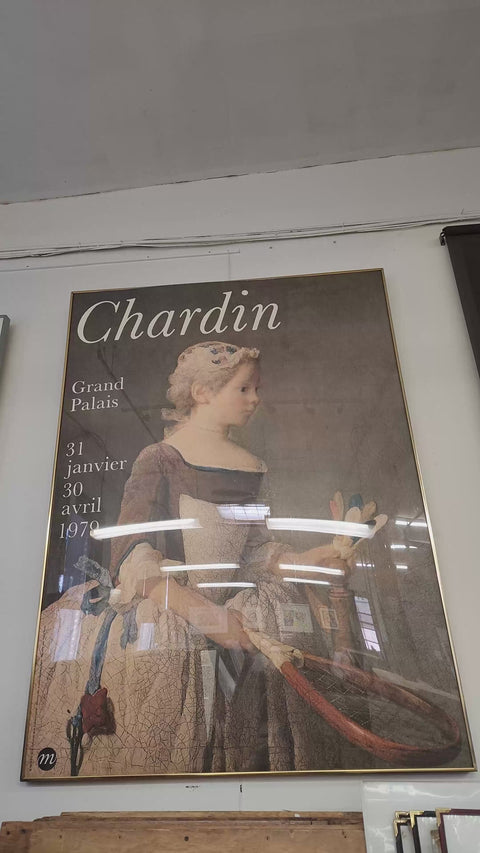 Chardin
Grand
Palais
31
janvier
30
avril
1979
m